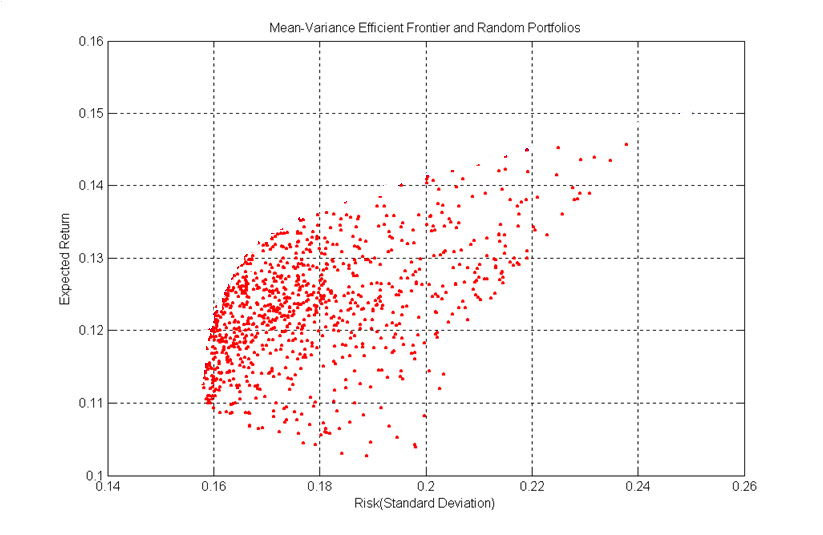 Mean-Variance Efficient Frontier and Random Portfolios
0.16
0.15
0.14
0.13
0.12
0.11
0.1
Expected Return
0.14 0.16 0.18 0.2 0.22 0.24 0.26
Risk(Standard Deviation)